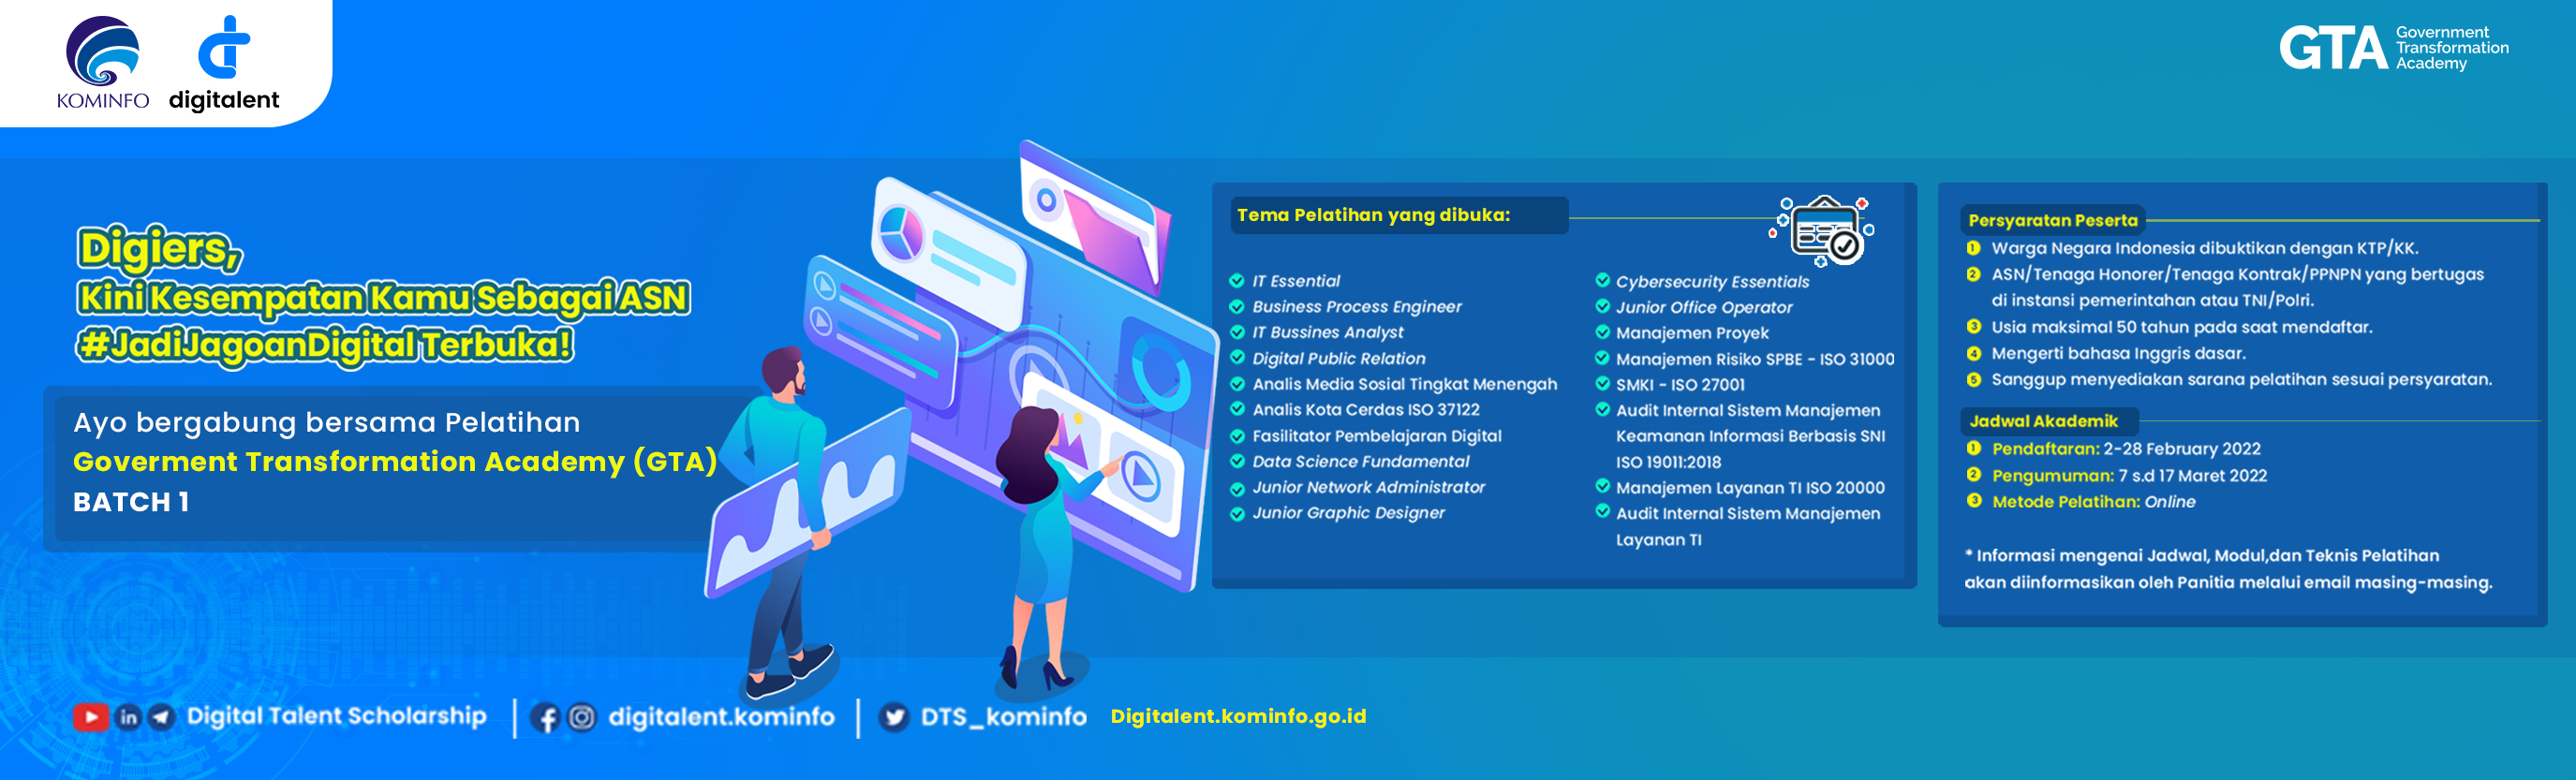 KOMINFO
digitalent
GTA Government
Transformation
Academy
Digiers,
Kini Kesempatan Kamu Sebagai ASN
#JadiJagoanDigital Terbuka!
Ayo bergabung bersama Pelatihan
Goverment Transformation Academy (GTA)
BATCH 1
Tema Pelatihan yang dibuka:
IT Essential
Business Process Engineer
IT Bussines Analyst
Digital Public Relation
Analis Media Sosial Tingkat Menengah
Analis Kota Cerdas ISO 37122
Fasilitator Pembelajaran Digital
Data Science Fundamental
Junior Network Administrator
Junior Graphic Designer
Cybersecurity Essentials
Junior Office Operator
Manajemen Proyek
Manajemen Risiko SPBE - ISO 31000
SMKI - ISO 27001
Audit Internal Sistem Manajemen
Keamanan Informasi Berbasis SNI
ISO 19011:2018
Manajemen Layanan TI ISO 20000
Audit Internal Sistem Manajemen
Layanan TI
Persyaratan Peserta
1 Warga Negara Indonesia dibuktikan dengan KTP/KK.
2 ASN/Tenaga Honorer/Tenaga Kontrak/PPNPN yang bertugas
di instansi pemerintahan atau TNI/Polri.
3 Usia maksimal 50 tahun pada saat mendaftar.
4 Mengerti bahasa Inggris dasar.
5 Sanggup menyediakan sarana pelatihan sesuai persyaratan.
Jadwal Akademik
1 Pendaftaran: 2-28 February 2022
2 Pengumuman: 7 s.d 17 Maret 2022
3 Metode Pelatihan: Online
* Informasi mengenai Jadwal, Modul,dan Teknis Pelatihan
akan diinformasikan oleh Panitia melalui email masing-masing.
Digital Talent Scholarship | digitalent.kominfo | DTS_kominfo Digitalent.kominfo.go.id